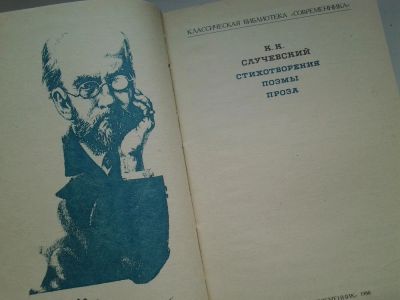 КЛАССИЧЕСКАЯ БИБЛИОТЕКА «СОВРЕМЕННИКА»
К. К.
СЛУЧЕВСКИЙ
СТИХОТВОРЕНИЯ
ПОЭМЫ
ПРОЗА